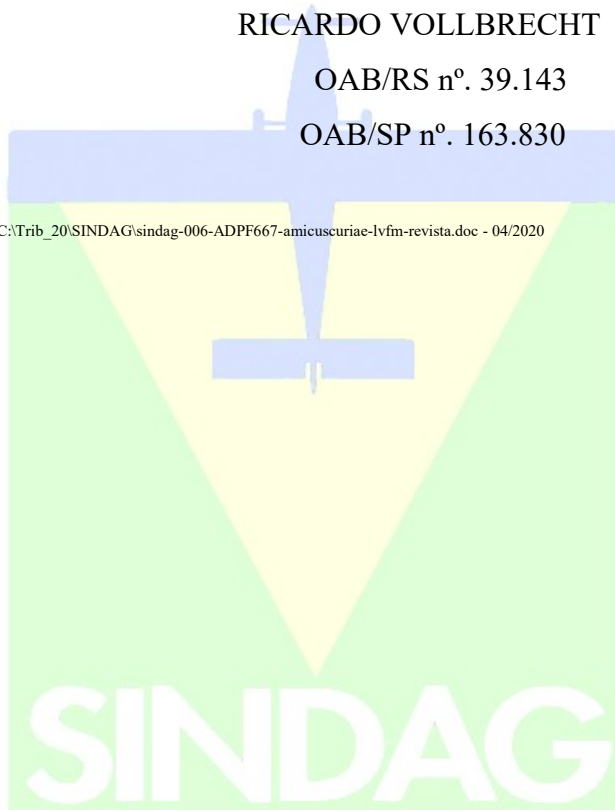 RICARDO VOLLBRECHT
OAB/RS nº. 39.143
OAB/SP nº. 163.830
C:\Trib_20\SINDAG\sindag-006-ADPF667-amicuscuriae-lvfm-revista.doc - 04/2020
SINDAG